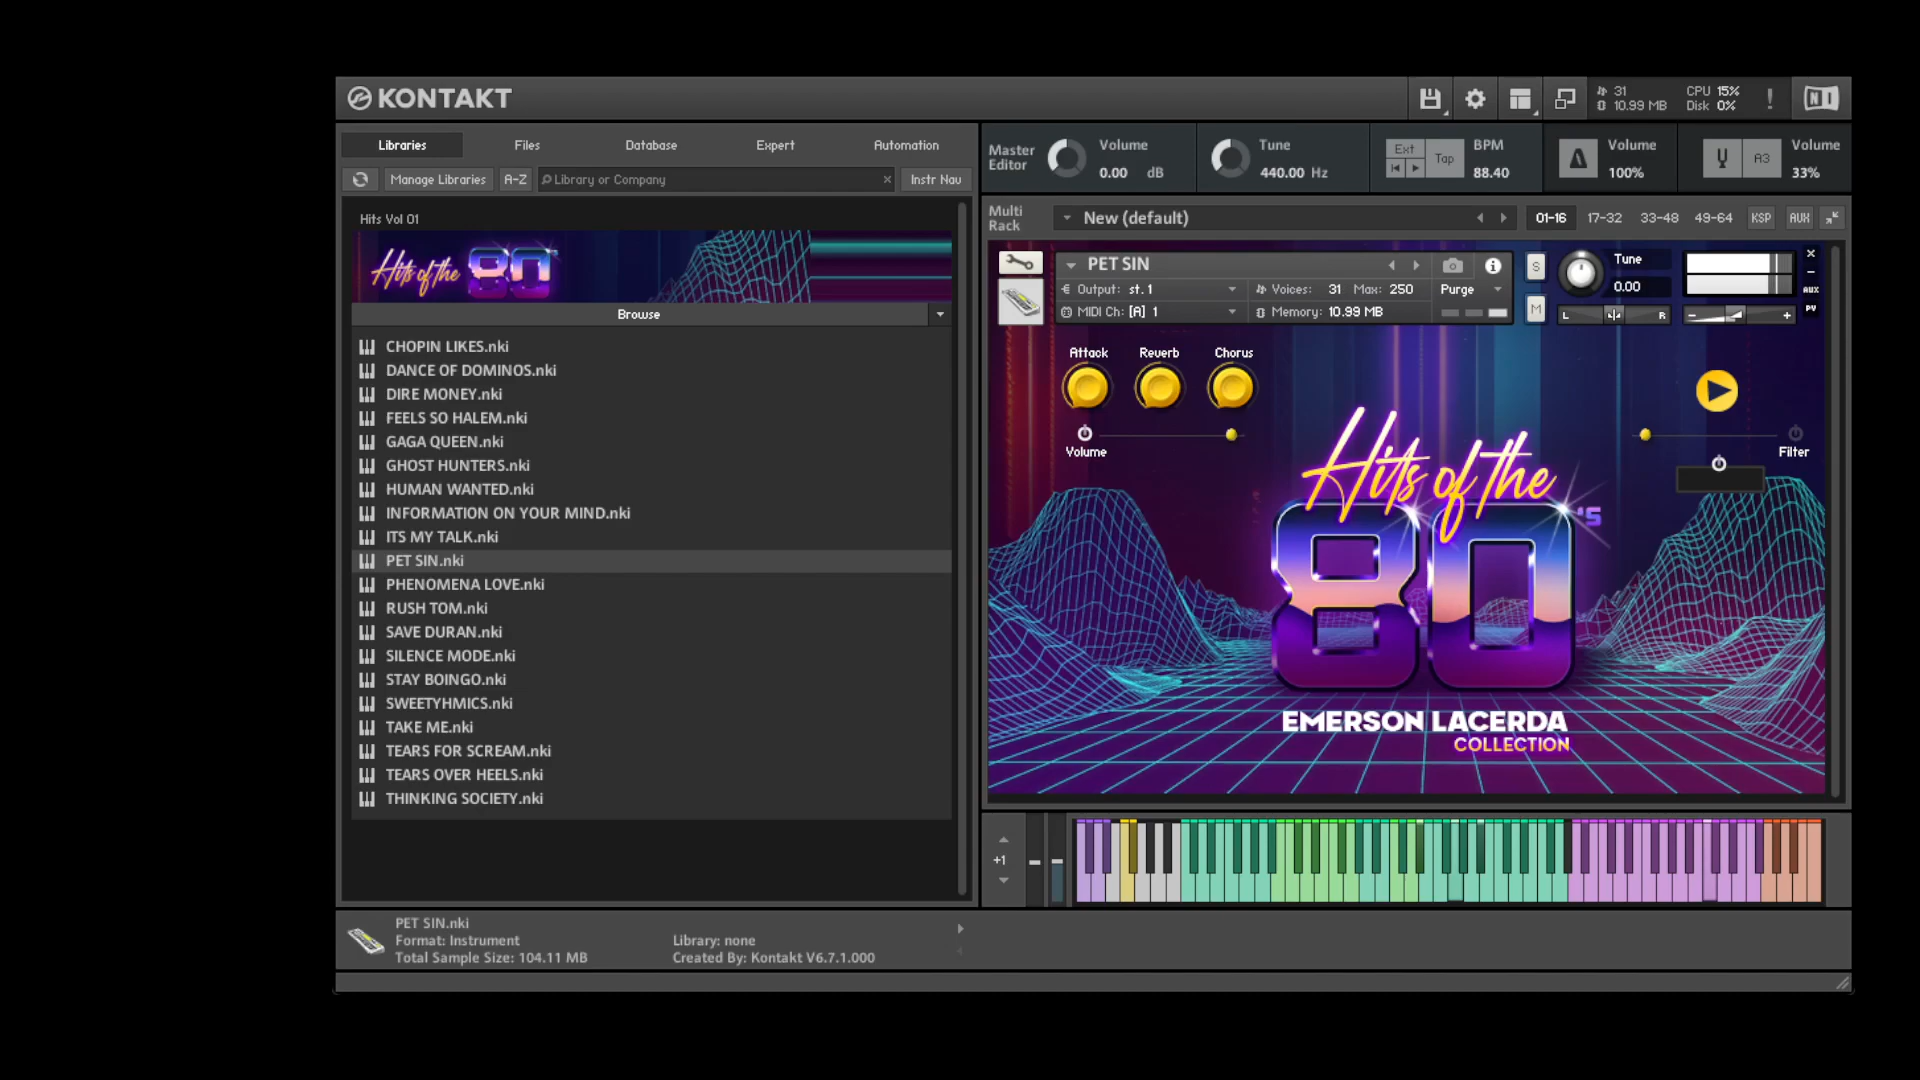 KONTAKT
31
10.99 MB
CPU 15%
Disk 0%
!
NI
Libraries
Files
Database
Expert
Automation
Manage Libraries
A-Z
Library or Company
×
Instr Nav
Master
Editor
Volume
0.00 dB
Tune
440.00 Hz
Ext
Tap
BPM
88.40
Volume
100%
A3
Volume
33%
Multi
Rack
New (default)
01-16
17-32
33-48
49-64
KSP
AUX
Hits Vol 01
Hits of the 80's
Browse
CHOPIN LIKES.nki
DANCE OF DOMINOS.nki
DIRE MONEY.nki
FEELS SO HALEM.nki
GAGA QUEEN.nki
GHOST HUNTERS.nki
HUMAN WANTED.nki
INFORMATION ON YOUR MIND.nki
ITS MY TALK.nki
PET SIN.nki
PHENOMENA LOVE.nki
RUSH TOM.nki
SAVE DURAN.nki
SILENCE MODE.nki
STAY BOINGO.nki
SWEETYHMICS.nki
TAKE ME.nki
TEARS FOR SCREAM.nki
TEARS OVER HEELS.nki
THINKING SOCIETY.nki
PET SIN
Output: st.1
Voices: 31 Max: 250
Purge
MIDI Ch: [A] 1
Memory: 10.99 MB
S
M
Tune
0.00
L
R
- +
×
-
AUX
PV
Attack
Reverb
Chorus
Volume
Filter
Hits of the
80's
EMERSON LACERDA
COLLECTION
+1
PET SIN.nki
Format: Instrument
Total Sample Size: 104.11 MB
Library: none
Created By: Kontakt V6.7.1.000